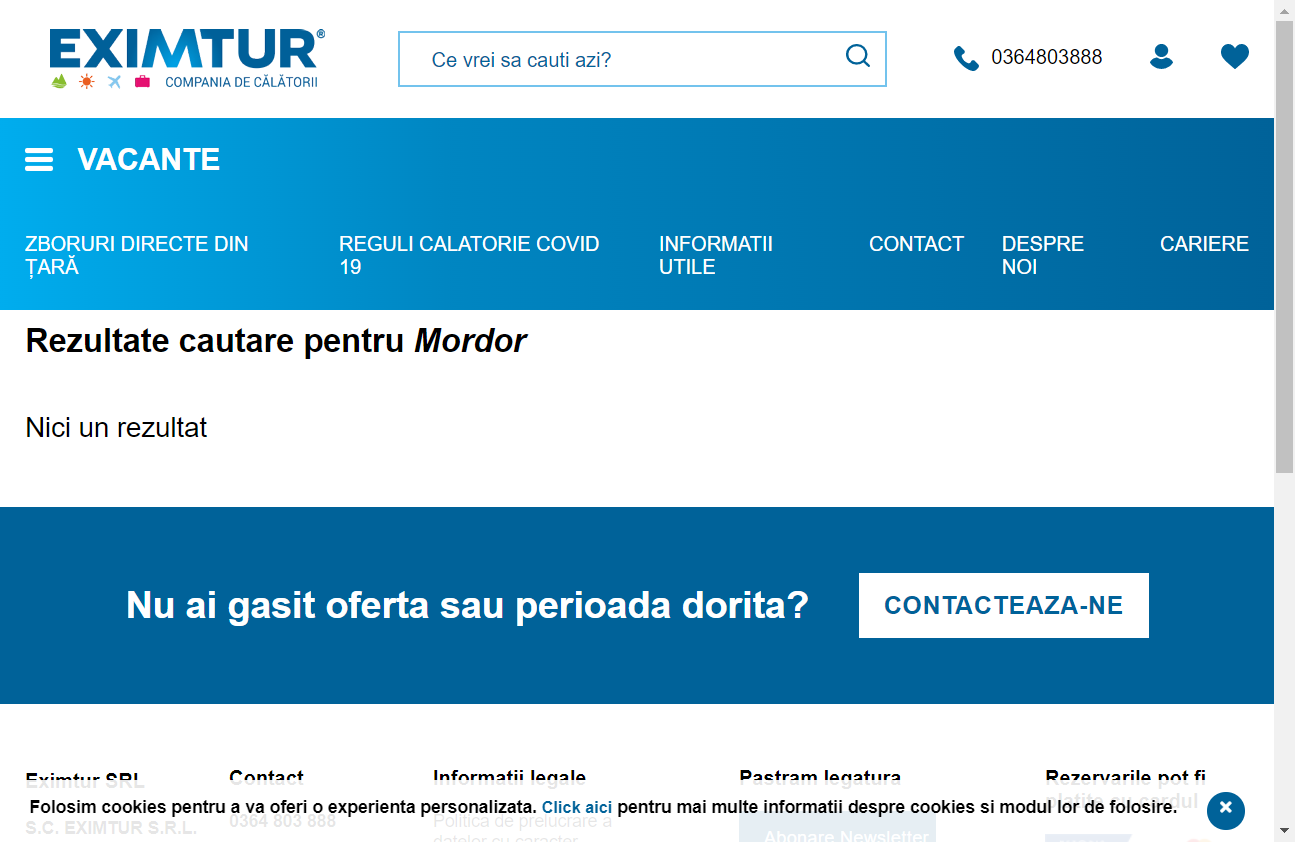 EXIMTUR®
COMPANIA DE CĂLĂTORII
Ce vrei sa cauti azi?
0364803888
VACANTE
ZBORURI DIRECTE DIN
ȚARĂ
REGULI CALATORIE COVID
19
INFORMATII
UTILE
CONTACT
DESPRE
NOI
CARIERE
Rezultate cautare pentru Mordor
Nici un rezultat
Nu ai gasit oferta sau perioada dorita?
CONTACTEAZA-NE
Eximtur SRL
Contact
Informatii legale
Pastram legatura
Rezervarile pot fi
platite cu cardul
Folosim cookies pentru a va oferi o experienta personalizata. Click aici pentru mai multe informatii despre cookies si modul lor de folosire.
S.C. EXIMTUR S.R.L.
0364 803 888
Politica de prelucrare a
datelor cu caracter
Abonare Newsletter